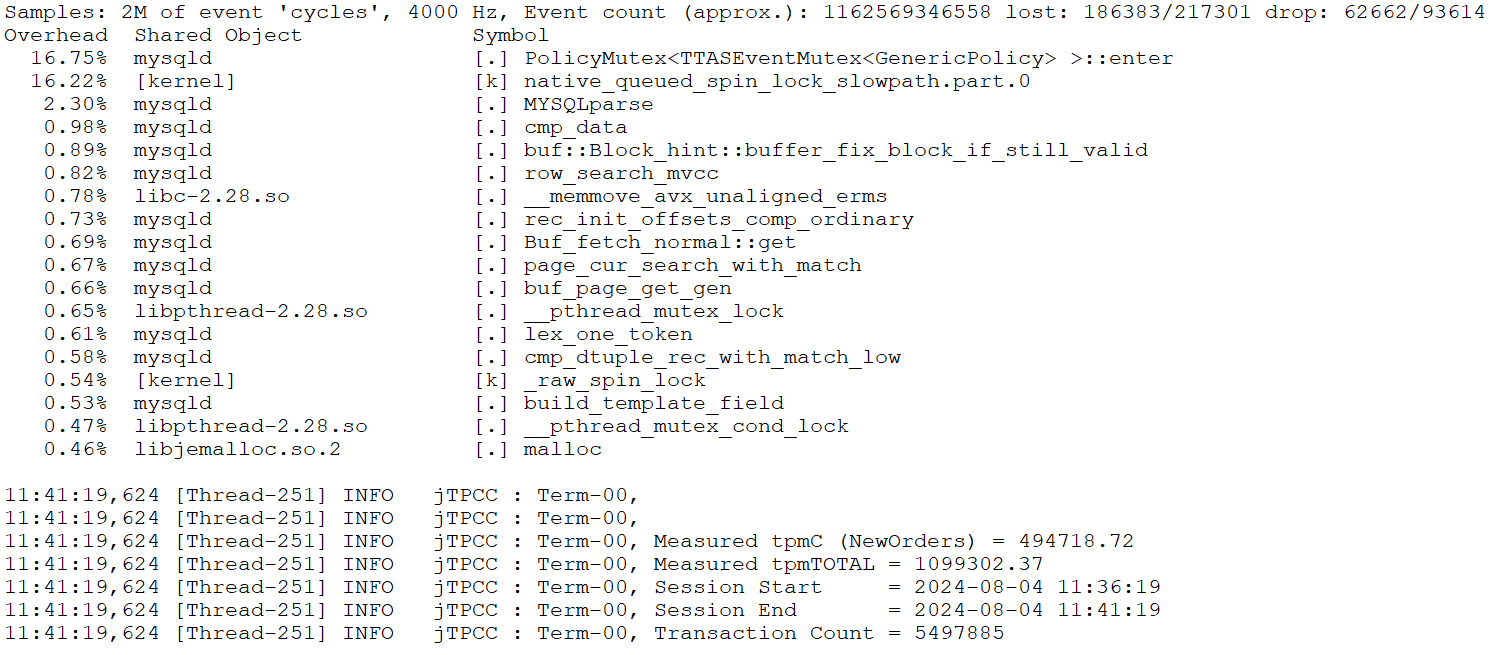 Samples: 2M of event 'cycles', 4000 Hz, Event count (approx.): 1162569346558 lost: 186383/217301 drop: 62662/93614
Overhead  Shared Object             Symbol
  16.75%  mysqld                    [.] PolicyMutex<TTASEventMutex<GenericPolicy> >::enter
  16.22%  [kernel]                  [k] native_queued_spin_lock_slowpath.part.0
   2.30%  mysqld                    [.] MYSQLparse
   0.98%  mysqld                    [.] cmp_data
   0.89%  mysqld                    [.] buf::Block_hint::buffer_fix_block_if_still_valid
   0.82%  mysqld                    [.] row_search_mvcc
   0.78%  libc-2.28.so              [.] __memmove_avx_unaligned_erms
   0.73%  mysqld                    [.] rec_init_offsets_comp_ordinary
   0.69%  mysqld                    [.] Buf_fetch_normal::get
   0.67%  mysqld                    [.] page_cur_search_with_match
   0.66%  mysqld                    [.] buf_page_get_gen
   0.65%  libpthread-2.28.so        [.] __pthread_mutex_lock
   0.61%  mysqld                    [.] lex_one_token
   0.58%  mysqld                    [.] cmp_dtuple_rec_with_match_low
   0.54%  [kernel]                  [k] _raw_spin_lock
   0.53%  mysqld                    [.] build_template_field
   0.47%  libpthread-2.28.so        [.] __pthread_mutex_cond_lock
   0.46%  libjemalloc.so.2          [.] malloc
11:41:19,624 [Thread-251] INFO   jTPCC : Term-00,
11:41:19,624 [Thread-251] INFO   jTPCC : Term-00,
11:41:19,624 [Thread-251] INFO   jTPCC : Term-00, Measured tpmC (NewOrders) = 494718.72
11:41:19,624 [Thread-251] INFO   jTPCC : Term-00, Measured tpmTOTAL = 1099302.37
11:41:19,624 [Thread-251] INFO   jTPCC : Term-00, Session Start     = 2024-08-04 11:36:19
11:41:19,624 [Thread-251] INFO   jTPCC : Term-00, Session End       = 2024-08-04 11:41:19
11:41:19,624 [Thread-251] INFO   jTPCC : Term-00, Transaction Count = 5497885